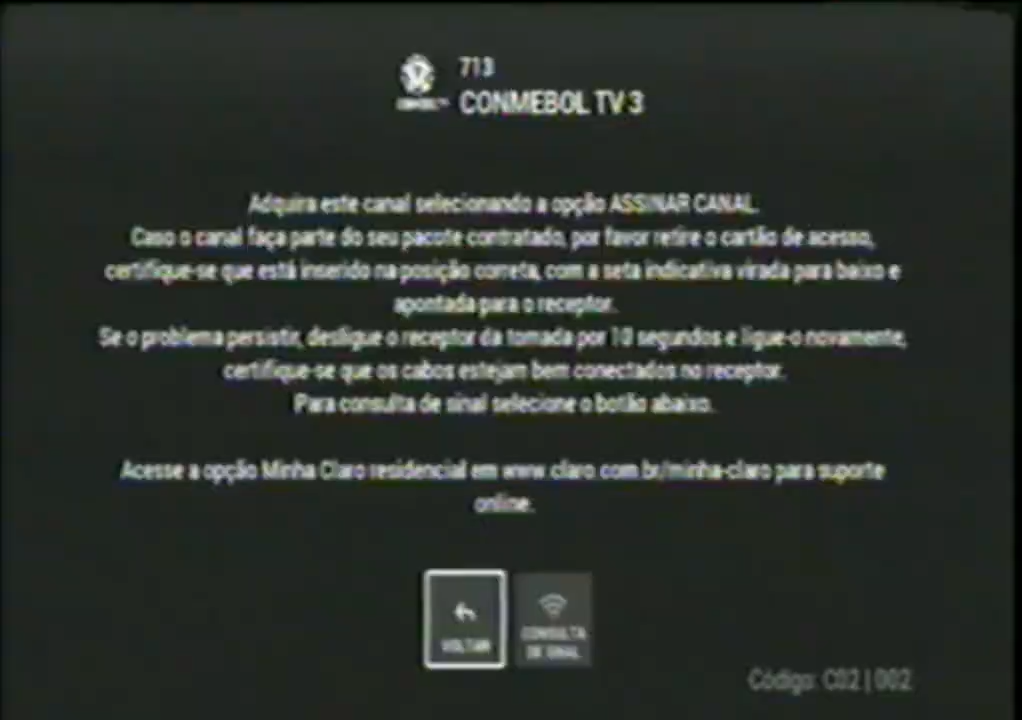 713
CONMEBOL TV 3
Adquira este canal selecionando a opção ASSINAR CANAL.
Caso o canal faça parte do seu pacote contratado, por favor retire o cartão de acesso,
certifique-se que está inserido na posição correta, com a seta indicativa virada para baixo e
apontada para o receptor.
Se o problema persistir, desligue o receptor da tomada por 10 segundos e ligue-o novamente,
certifique-se que os cabos estejam bem conectados no receptor.
Para consulta de sinal selecione o botão abaixo.
Acesse a opção Minha Claro residencial em www.claro.com.br/minha-claro para suporte
online.
VOLTAR
CONSULTA
DE SINAL
Código: C02 | 002